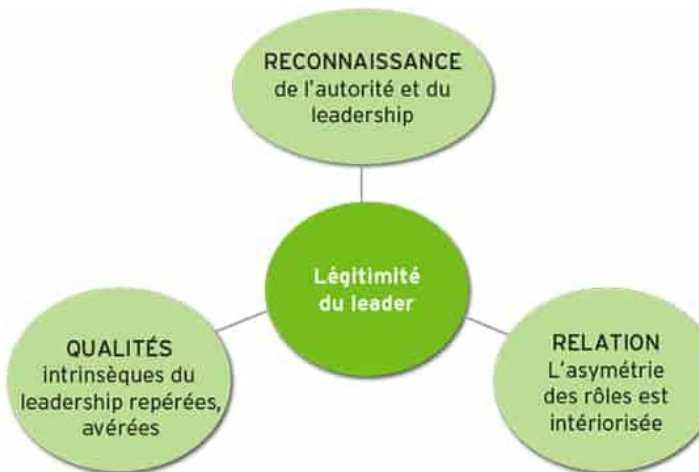 RECONNAISSANCE
de l'autorité et du
leadership
Légitimité
du leader
QUALITÉS
intrinsèques du
leadership repérées,
avérées
RELATION
L'asymétrie
des rôles est
intériorisée